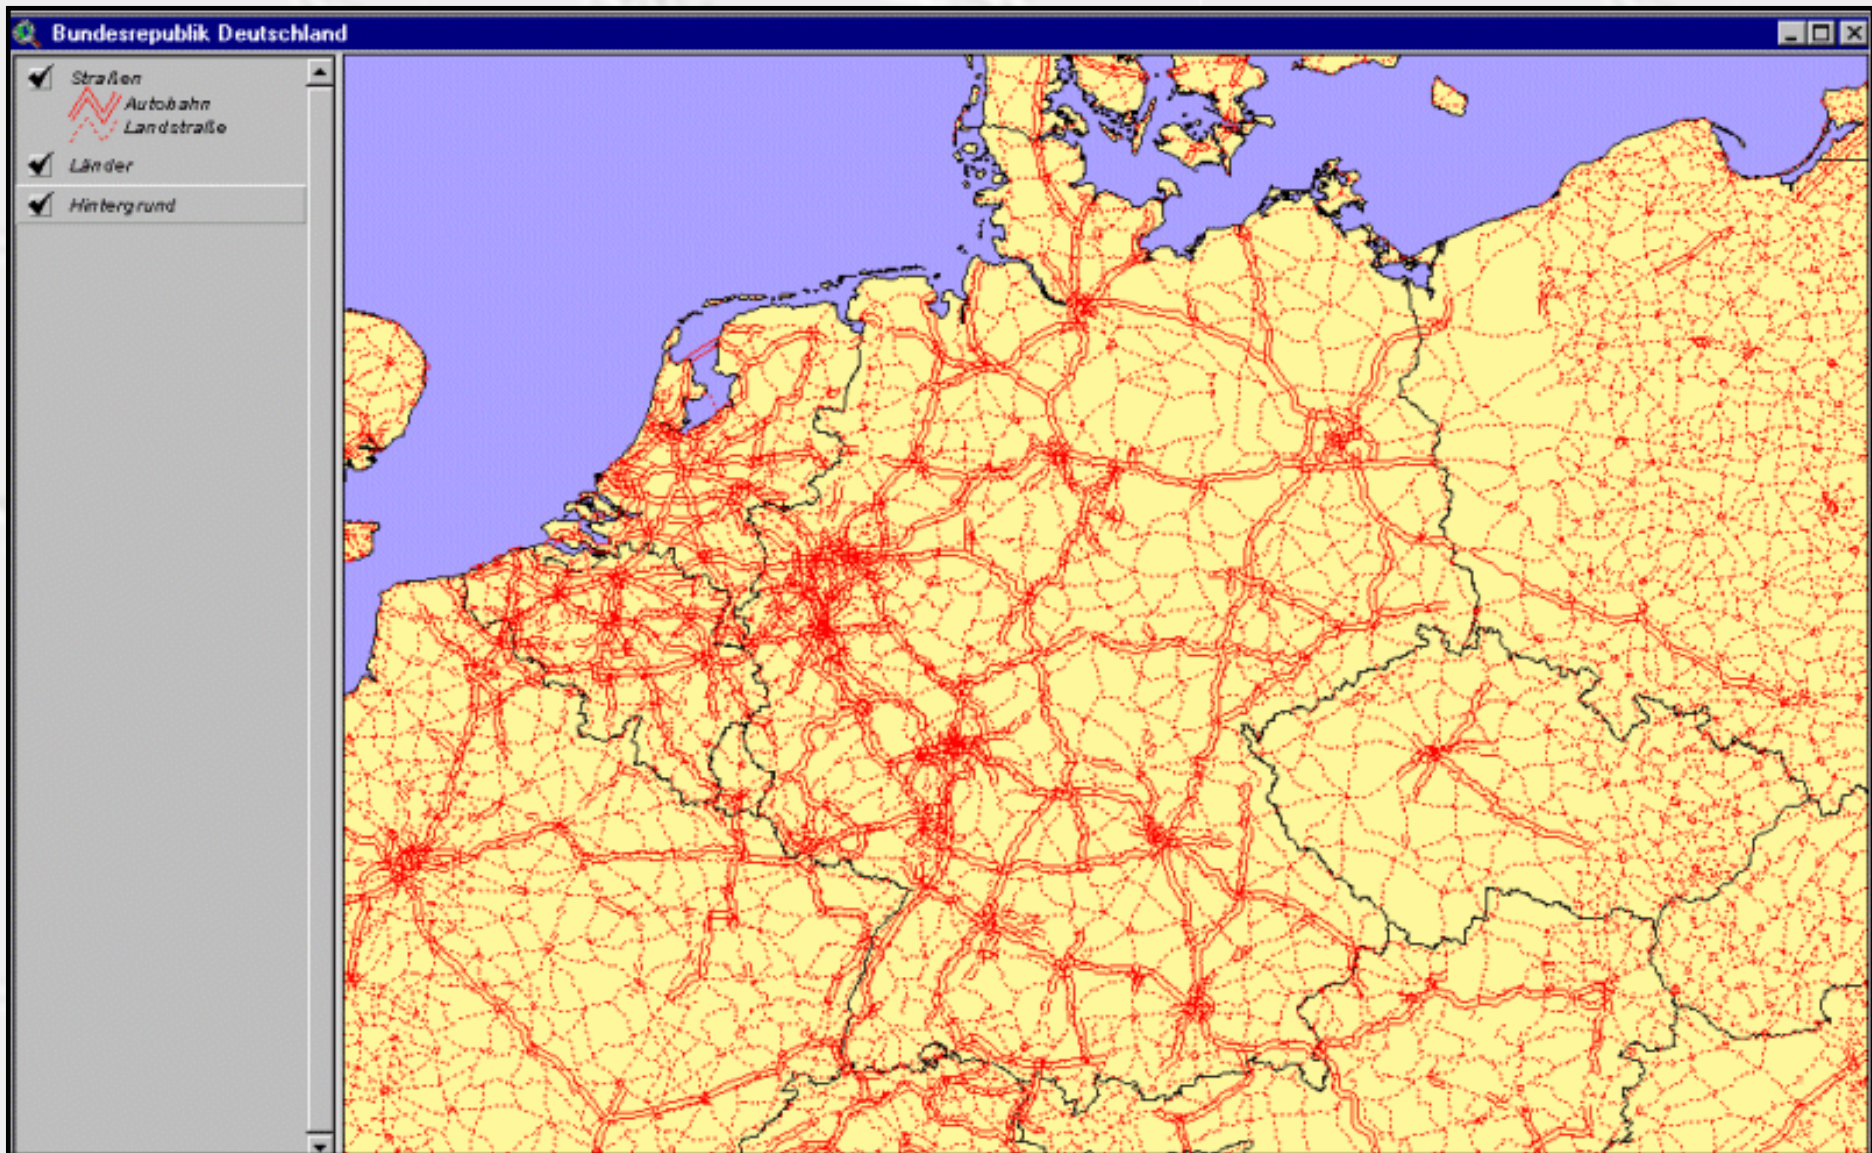 Bundesrepublik Deutschland
Straßen
Autobahn
Landstraße
Länder
Hintergrund